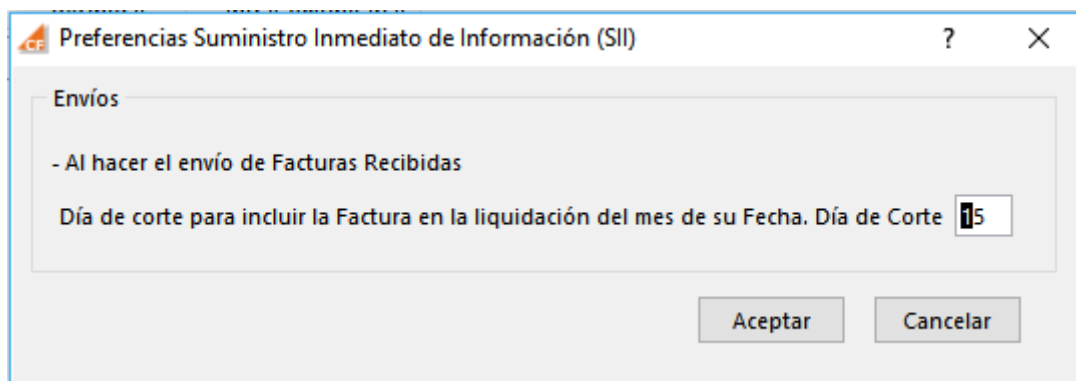 CF Preferencias Suministro Inmediato de Información (SII) ?
Envíos
- Al hacer el envío de Facturas Recibidas
Día de corte para incluir la Factura en la liquidación del mes de su Fecha. Día de Corte 15
Aceptar Cancelar